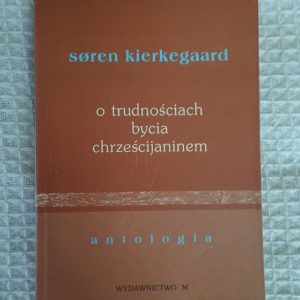 søren kierkegaard
o trudnościach
bycia
chrześcijaninem
antologia
WYDAWNICTWO M